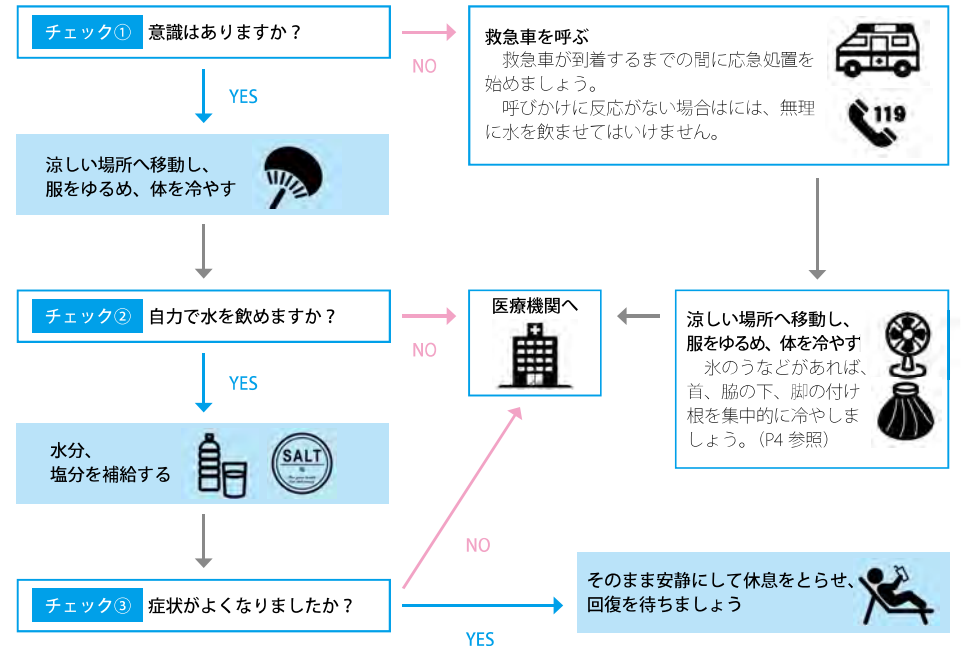 チェック① 意識はありますか？
NO
YES
救急車を呼ぶ
救急車が到着するまでの間に応急処置を
始めましょう。
呼びかけに反応がない場合はには、無理
に水を飲ませてはいけません。
119
涼しい場所へ移動し、
服をゆるめ、体を冷やす
チェック② 自力で水を飲めますか？
NO
YES
医療機関へ
涼しい場所へ移動し、
服をゆるめ、体を冷やす
氷のうなどがあれば、
首、脇の下、脚の付け
根を集中的に冷やしま
しょう。（P4 参照）
水分、
塩分を補給する
SALT
チェック③ 症状がよくなりましたか？
NO
YES
そのまま安静にして休息をとらせ、
回復を待ちましょう